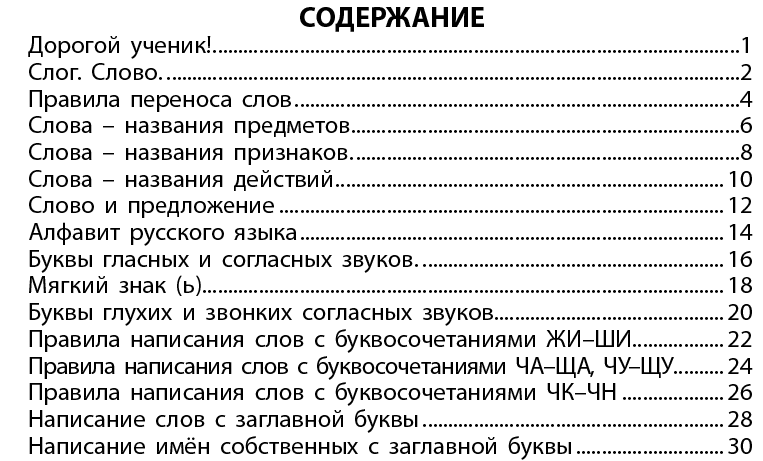 СОДЕРЖАНИЕ
Дорогой ученик!...............................................................................1
Слог. Слово. ......................................................................................2
Правила переноса слов...................................................................4
Слова – названия предметов..........................................................6
Слова – названия признаков. .........................................................8
Слова – названия действий.......................................................... 10
Слово и предложение .................................................................. 12
Алфавит русского языка............................................................... 14
Буквы гласных и согласных звуков. ............................................. 16
Мягкий знак (ь).............................................................................. 18
Буквы глухих и звонких согласных звуков................................... 20
Правила написания слов с буквосочетаниями ЖИ–ШИ.............. 22
Правила написания слов с буквосочетаниями ЧА–ЩА, ЧУ–ЩУ.......... 24
Правила написания слов с буквосочетаниями ЧК–ЧН ............... 26
Написание слов с заглавной буквы ............................................. 28
Написание имён собственных с заглавной буквы ...................... 30